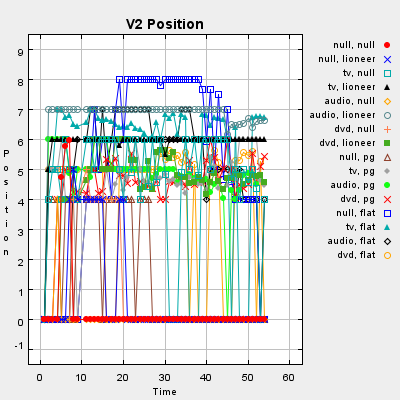 V2 Position
9
8
7
6
5
4
3
2
1
0
-1
Position
0
10
20
30
40
50
60
Time
null, null
null, lioneer
tv, null
tv, lioneer
audio, null
audio, lioneer
dvd, null
dvd, lioneer
null, pg
tv, pg
audio, pg
dvd, pg
null, flat
tv, flat
audio, flat
dvd, flat